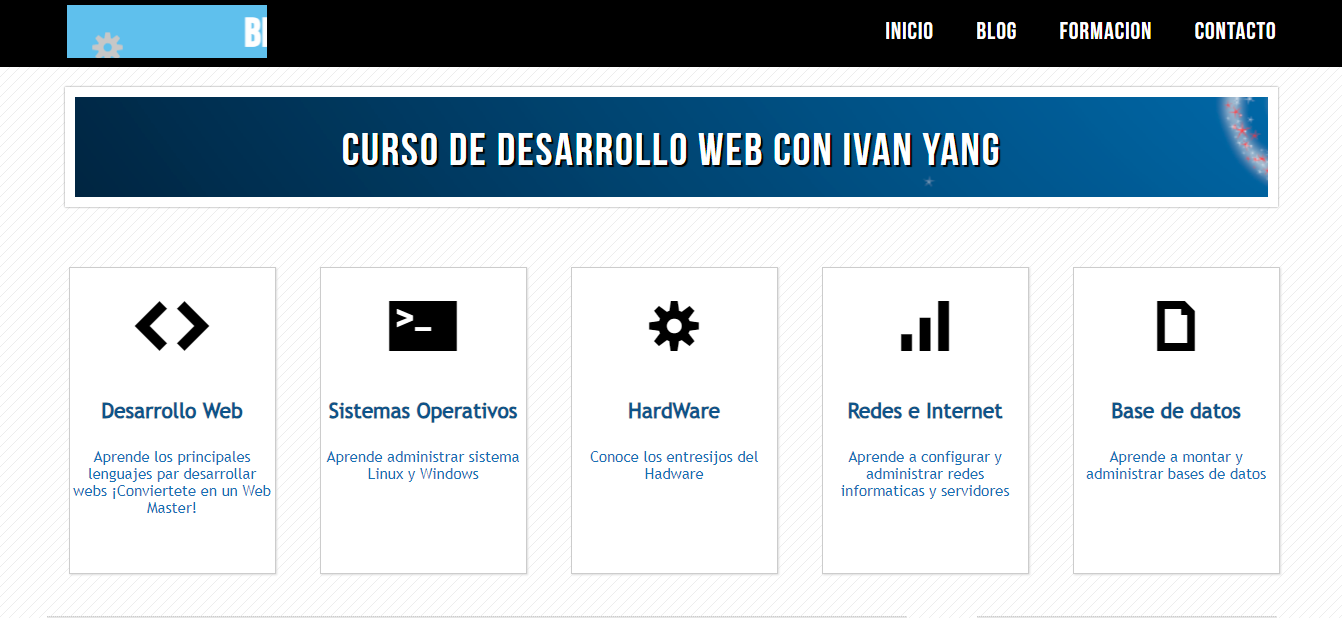 INICIO BLOG FORMACION CONTACTO
CURSO DE DESARROLLO WEB CON IVAN YANG
>_
Desarrollo Web
Aprende los principales
lenguajes par desarrollar
webs ¡Conviertete en un Web
Master!
Sistemas Operativos
Aprende administrar sistema
Linux y Windows
HardWare
Conoce los entresijos del
Hadware
Redes e Internet
Aprende a configurar y
administrar redes
informaticas y servidores
Base de datos
Aprende a montar y
administrar bases de datos